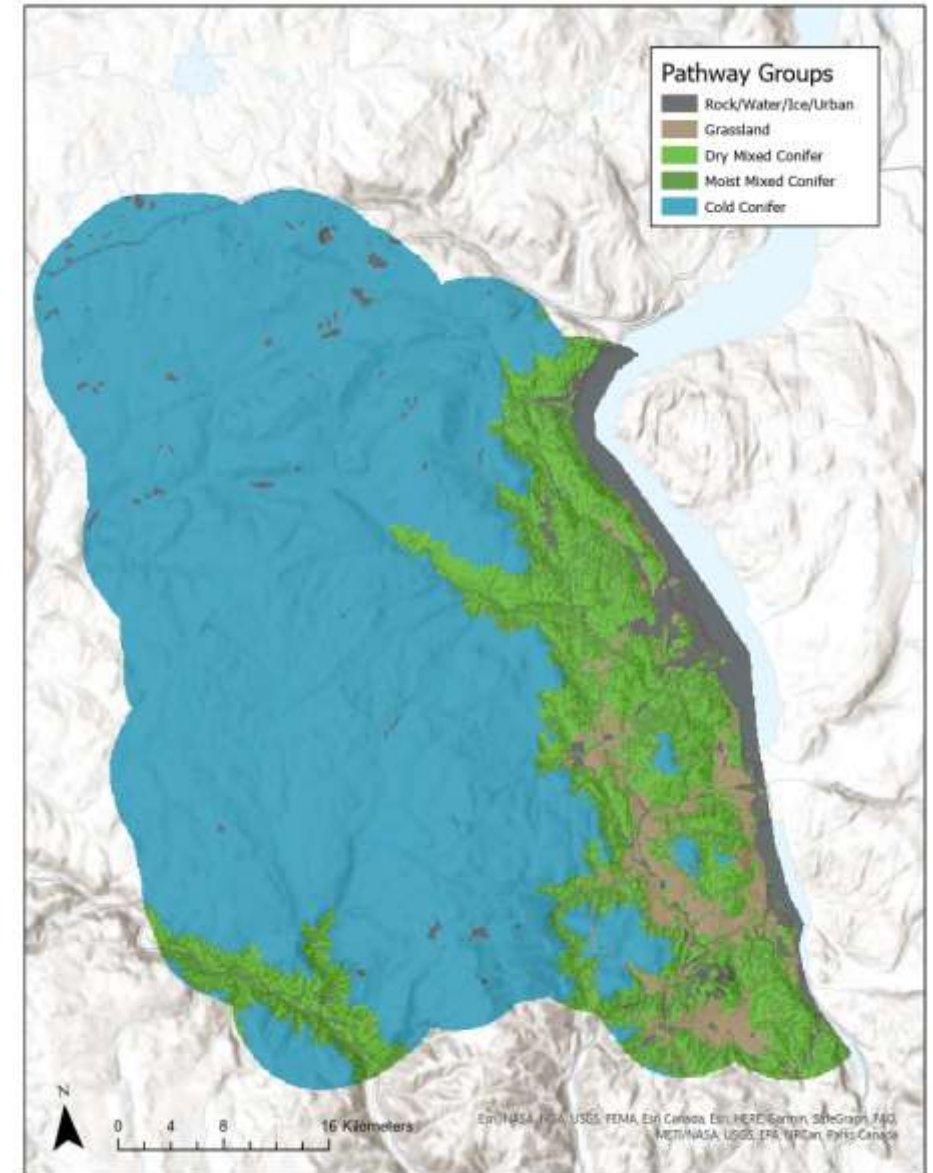 Pathway Groups
Rock/Water/Ice/Urban
Grassland
Dry Mixed Conifer
Moist Mixed Conifer
Cold Conifer
N
0 4 8 16 Kilometers
Esri, NASA, NGA, USGS, FEMA, Esri Canada, Esri, HERE, Garmin, SafeGraph, FAO,
METI/NASA, USGS, EPA, NRCan, Parks Canada